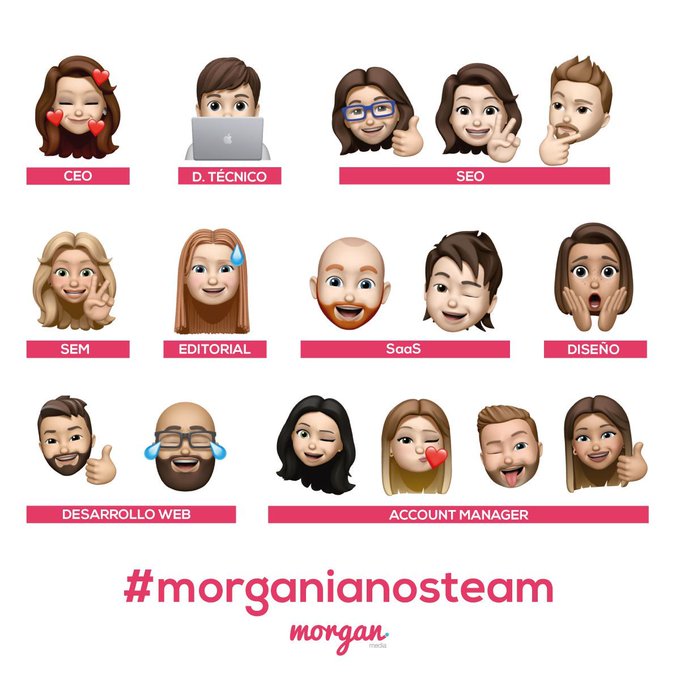 CEO
D. TÉCNICO
SEO
SEM
EDITORIAL
SaaS
DISEÑO
DESARROLLO WEB
ACCOUNT MANAGER
#morganianosteam
morgan
media